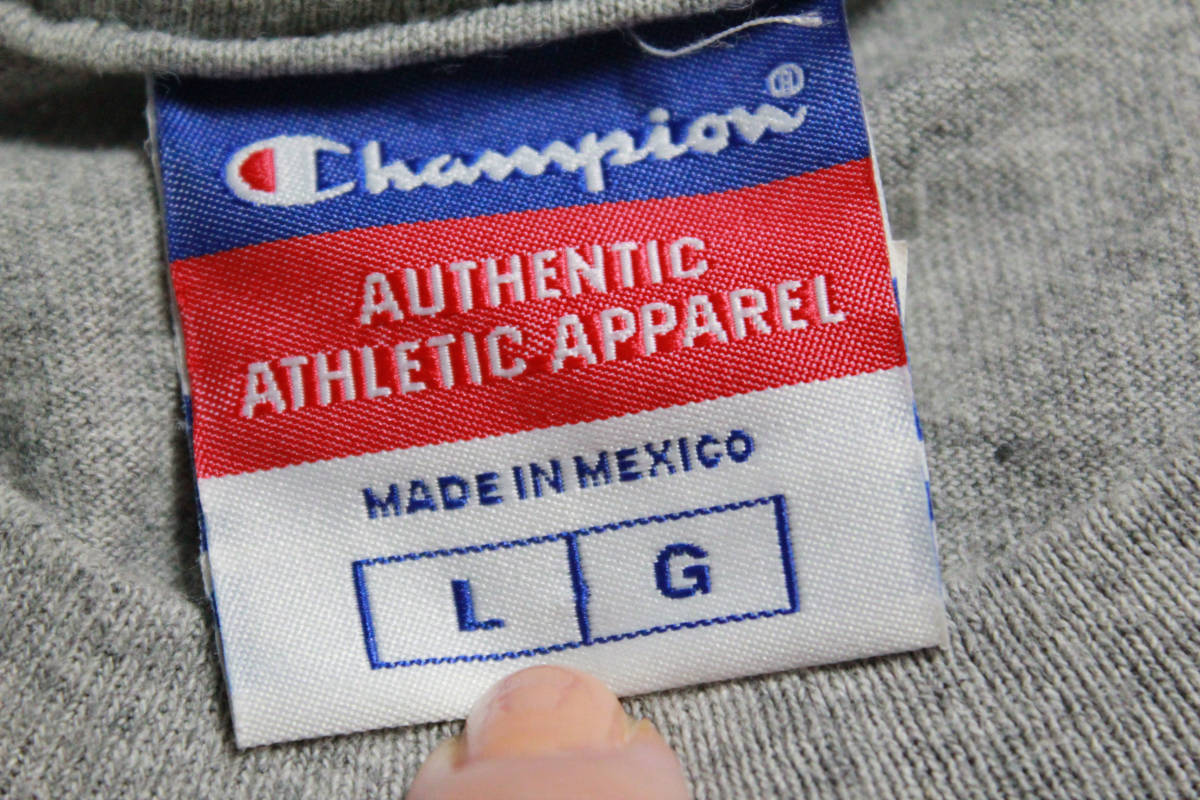 Champion®
AUTHENTIC
ATHLETIC APPAREL
MADE IN MEXICO
L G